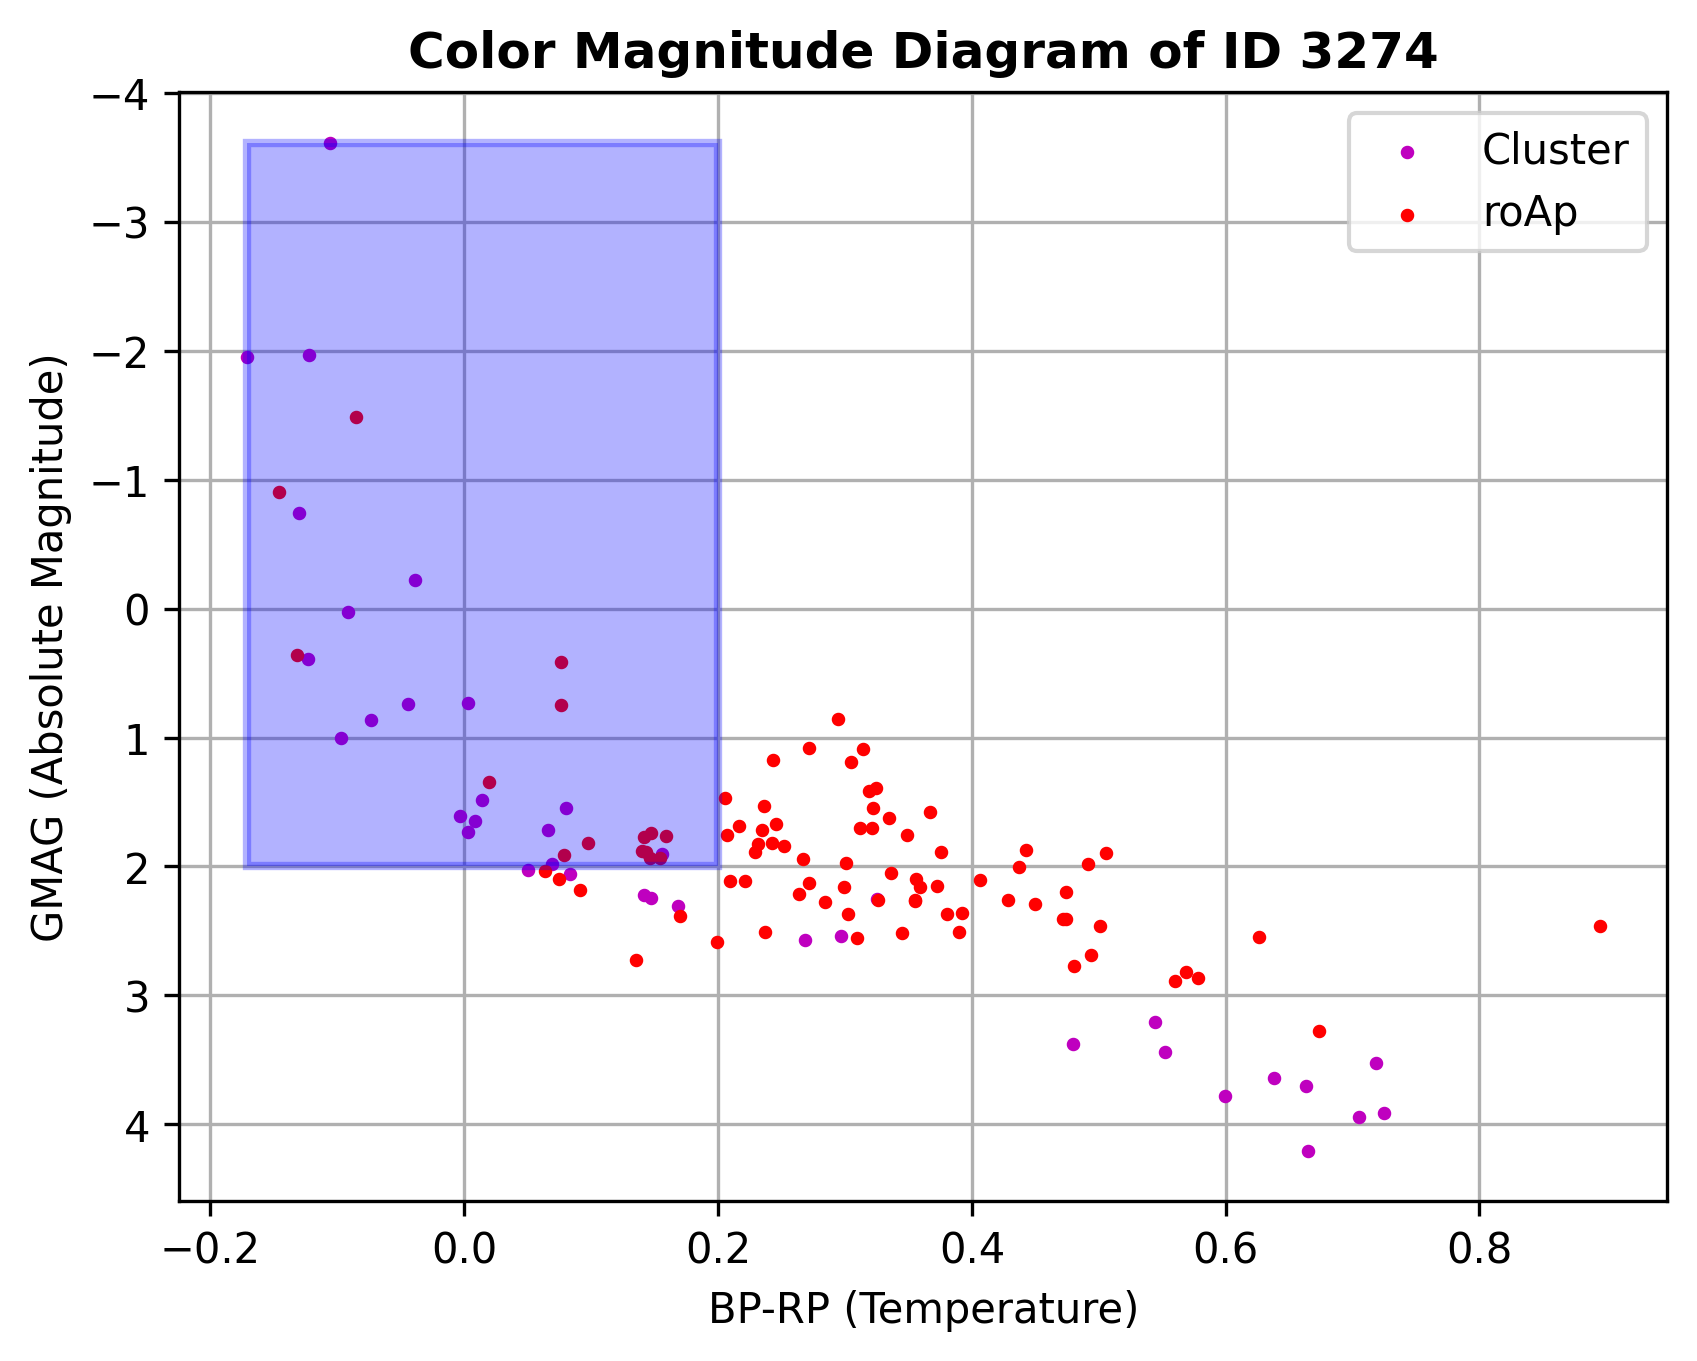 Color Magnitude Diagram of ID 3274
−4
−3
−2
−1
0
1
2
3
4
GMAG (Absolute Magnitude)
Cluster
roAp
−0.2 0.0 0.2 0.4 0.6 0.8
BP-RP (Temperature)